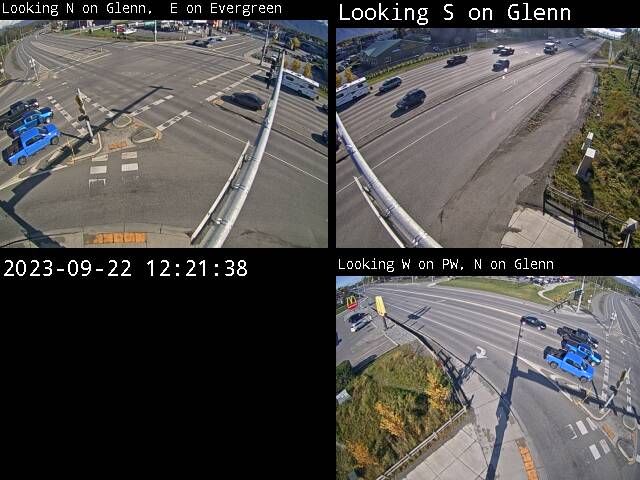 Looking N on Glenn,  E on Evergreen
Looking S on Glenn
2023-09-22 12:21:38
Looking W on PW, N on Glenn